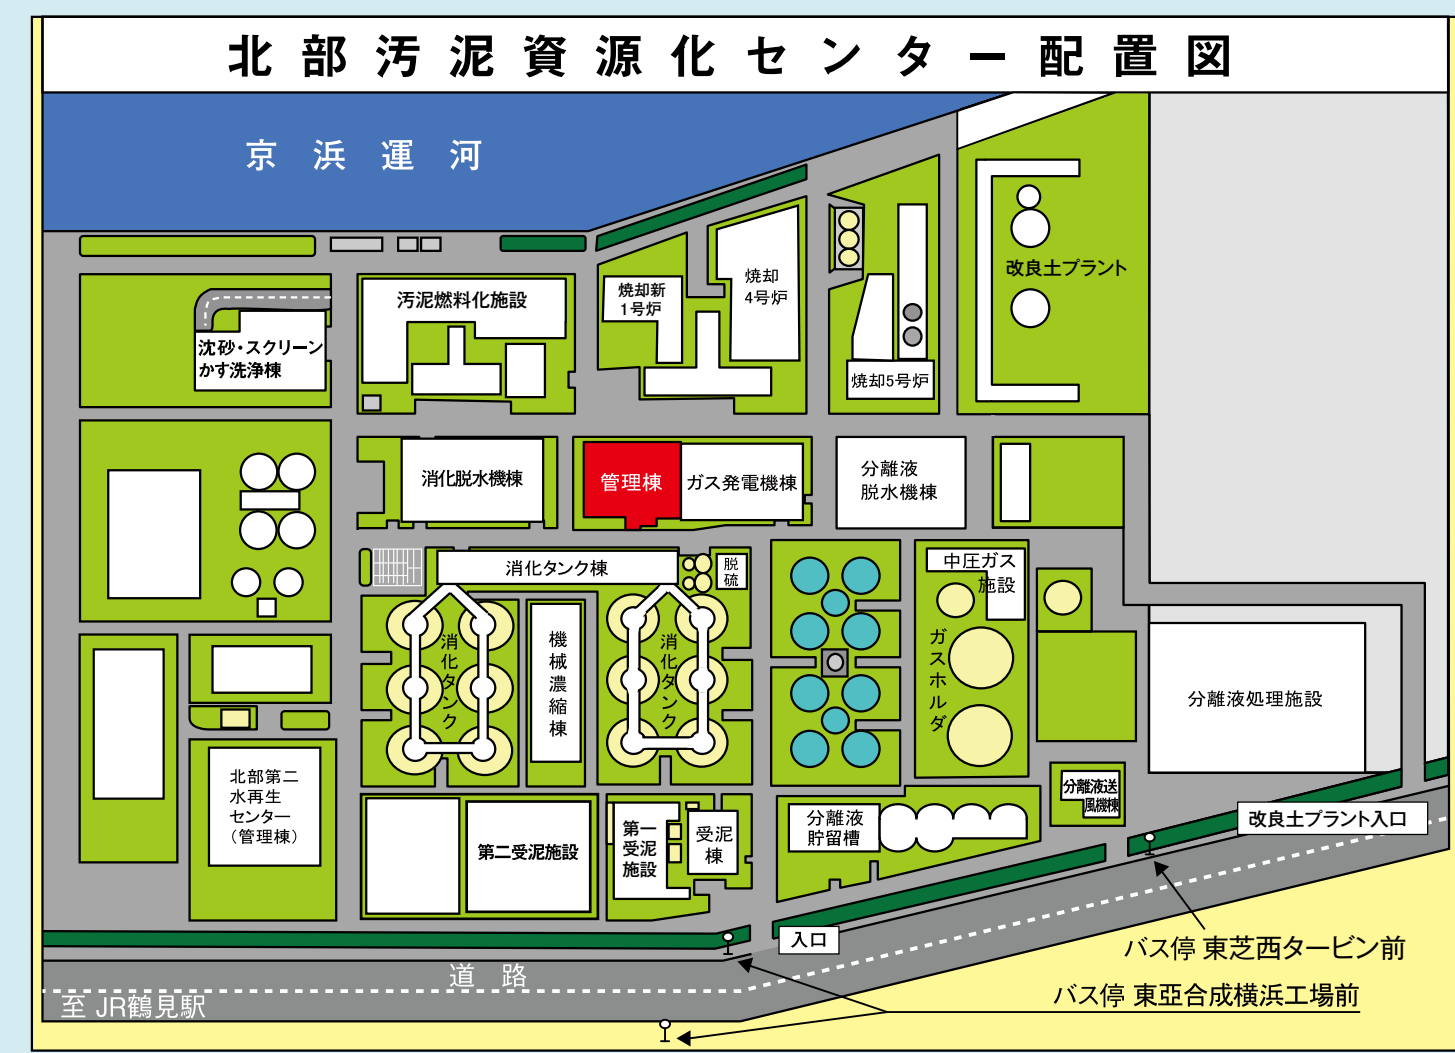 北部汚泥資源化センター配置図
京浜運河
改良土プラント
焼却
4号炉
焼却新
1号炉
汚泥燃料化施設
沈砂・スクリーン
かす洗浄棟
焼却5号炉
消化脱水機棟
管理棟
ガス発電機棟
分離液
脱水機棟
消化タンク棟
脱硫
中圧ガス
施設
消化タンク
機械濃縮棟
消化タンク
ガスホルダ
分離液処理施設
北部第二
水再生
センター
（管理棟）
第二受泥施設
第一
受泥
施設
受泥
棟
分離液
貯留槽
分離液送
風機棟
改良土プラント入口
入口
バス停 東芝西タービン前
道路
バス停 東亞合成横浜工場前
至 JR鶴見駅